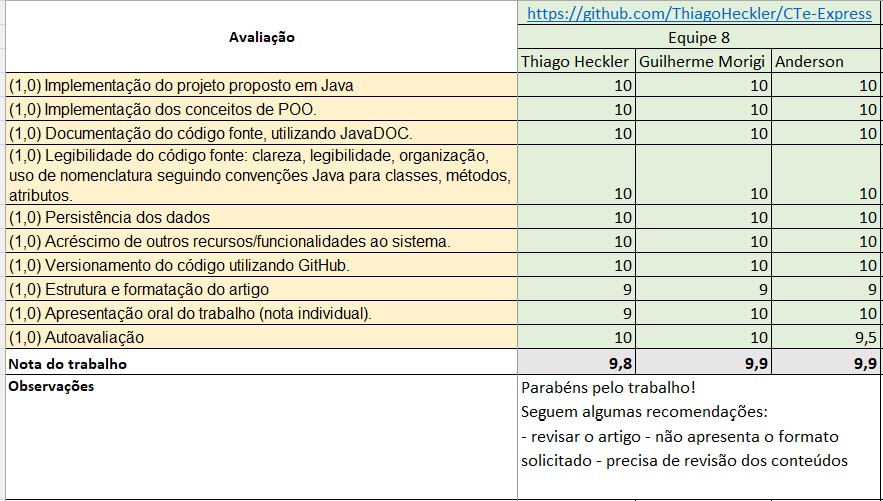 https://github.com/ThiagoHeckler/CTe-Express
Avaliação
Equipe 8
Thiago Heckler Guilherme Morigi Anderson
(1,0) Implementação do projeto proposto em Java 10 10 10
(1,0) Implementação dos conceitos de POO. 10 10 10
(1,0) Documentação do código fonte, utilizando JavaDOC. 10 10 10
(1,0) Legibilidade do código fonte: clareza, legibilidade, organização,
uso de nomenclatura seguindo convenções Java para classes, métodos,
atributos. 10 10 10
(1,0) Persistência dos dados 10 10 10
(1,0) Acréscimo de outros recursos/funcionalidades ao sistema. 10 10 10
(1,0) Versionamento do código utilizando GitHub. 10 10 10
(1,0) Estrutura e formatação do artigo 9 9 9
(1,0) Apresentação oral do trabalho (nota individual). 9 10 10
(1,0) Autoavaliação 10 10 9,5
Nota do trabalho 9,8 9,9 9,9
Observações
Parabéns pelo trabalho!
Seguem algumas recomendações:
- revisar o artigo - não apresenta o formato
solicitado - precisa de revisão dos conteúdos